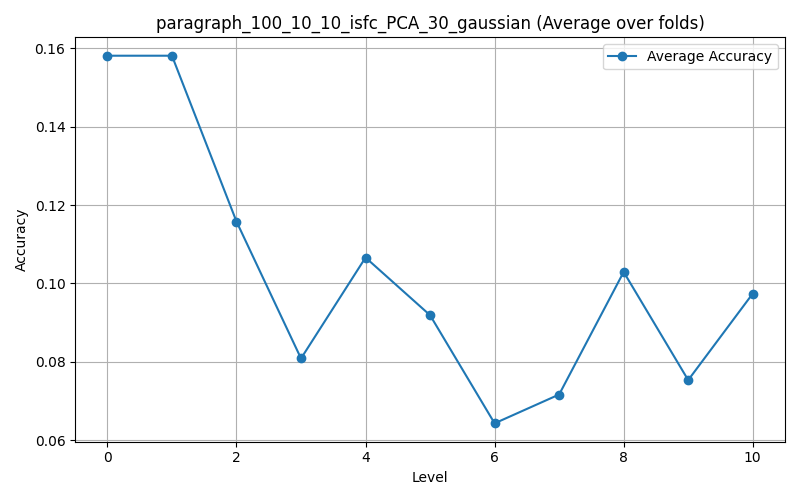 paragraph_100_10_10_isfc_PCA_30_gaussian (Average over folds)
Average Accuracy
Accuracy
0.16
0.14
0.12
0.10
0.08
0.06
0 2 4 6 8 10
Level